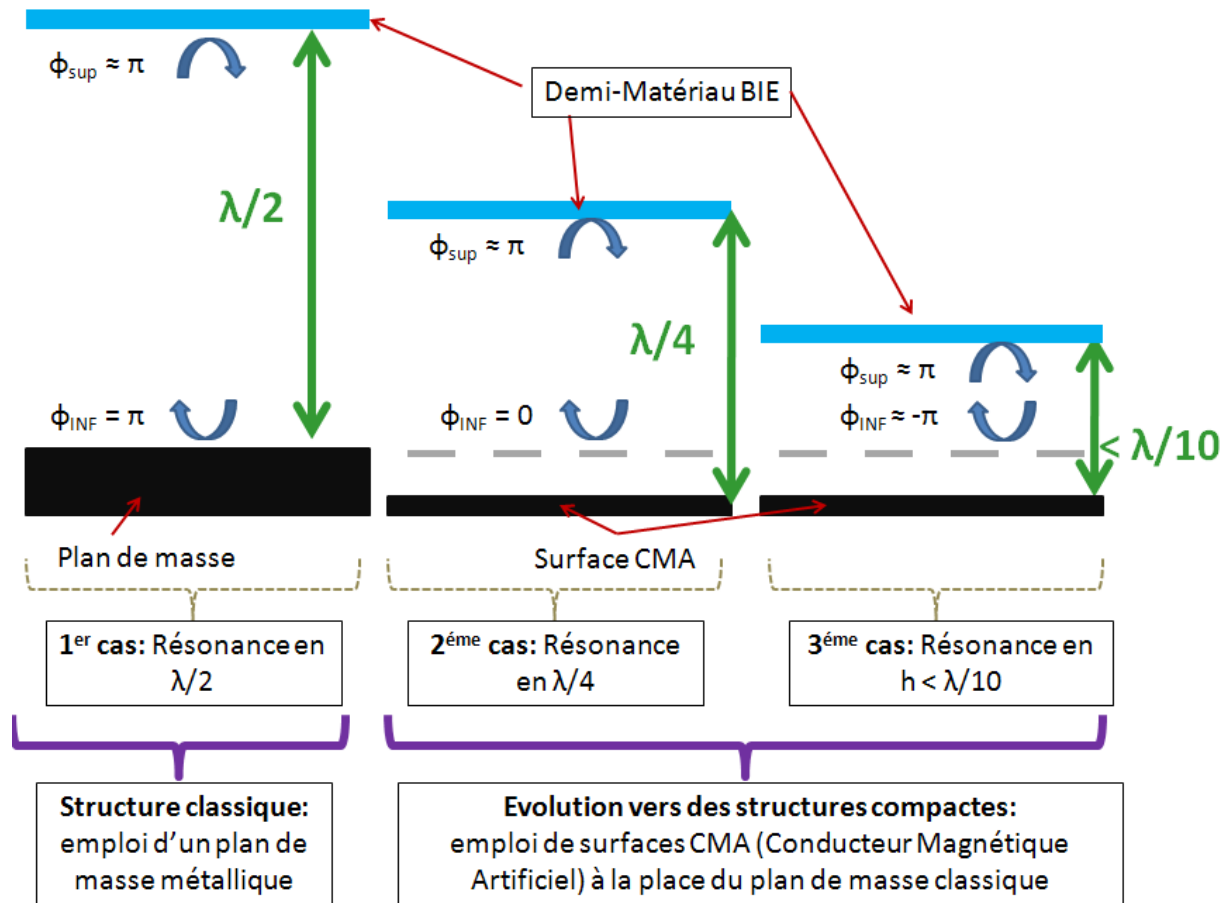 ϕsup ≈ π
Demi-Matériau BIE
λ/2
ϕsup ≈ π
λ/4
ϕsup ≈ π
ϕINF = π
ϕINF = 0
ϕINF ≈ -π
< λ/10
Plan de masse
Surface CMA
1er cas: Résonance en
λ/2
2éme cas: Résonance
en λ/4
3éme cas: Résonance en
h < λ/10
Structure classique:
emploi d'un plan de
masse métallique
Evolution vers des structures compactes:
emploi de surfaces CMA (Conducteur Magnétique
Artificiel) à la place du plan de masse classique